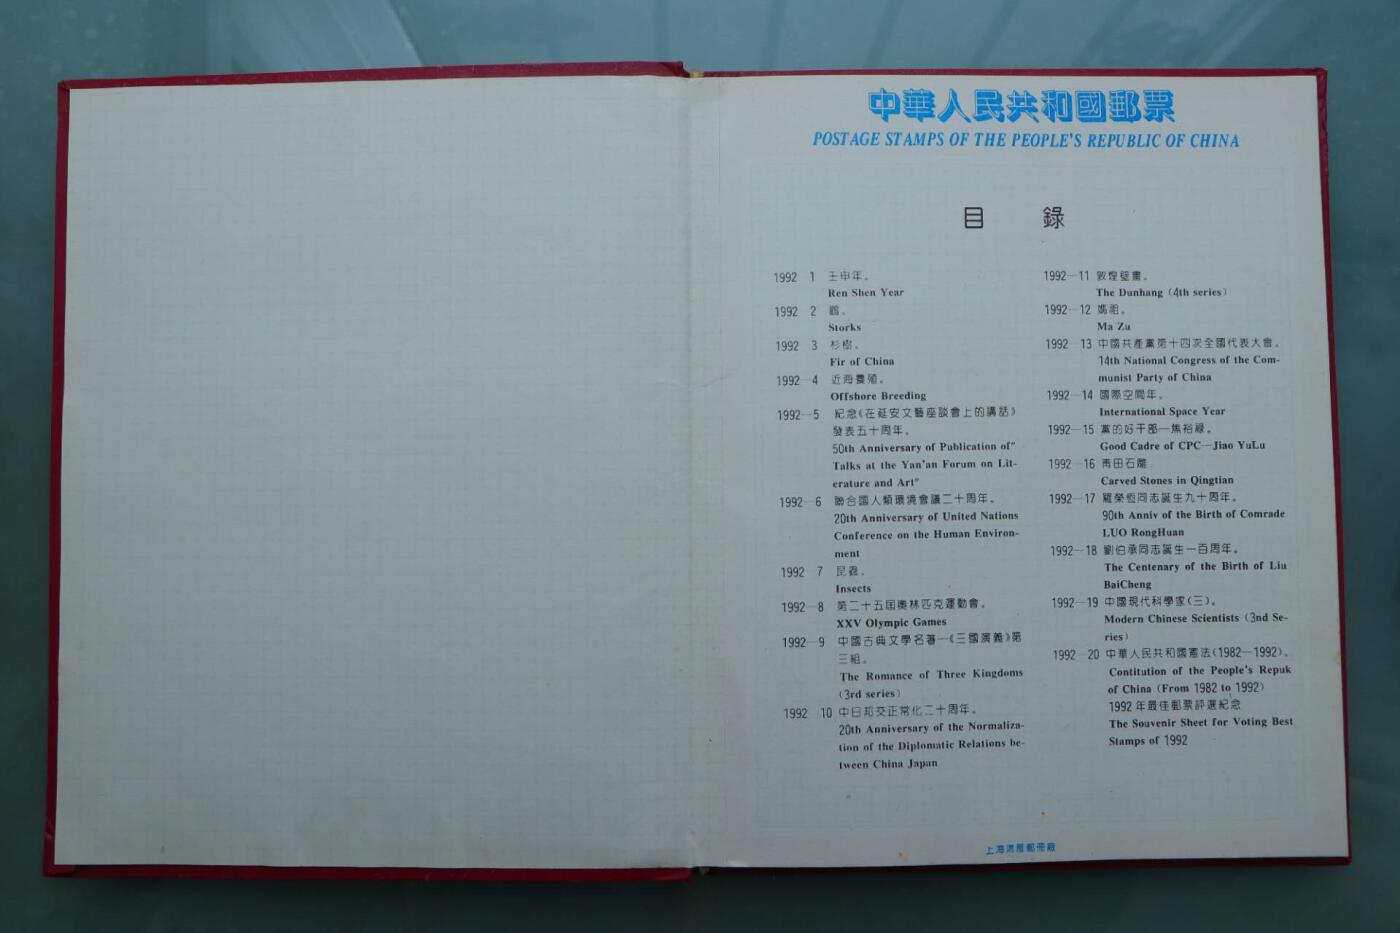 中華人民共和國郵票
POSTAGE STAMPS OF THE PEOPLE'S REPUBLIC OF CHINA
目 錄
1992 1 壬申年。
Ren Shen Year
1992 2 鸛。
Storks
1992 3 杉樹。
Fir of China
1992—4 近海養殖。
Offshore Breeding
1992—5 紀念《在延安文藝座談會上的講話》
發表五十周年。
50th Anniversary of Publication of"
Talks at the Yan'an Forum on Lit-
erature and Art"
1992—6 聯合國人類環境會議二十周年。
20th Anniversary of United Nations
Conference on the Human Environ-
ment
1992 7 昆蟲。
Insects
1992—8 第二十五屆奧林匹克運動會。
XXV Olympic Games
1992—9 中國古典文學名著—《三國演義》第
三組。
The Romance of Three Kingdoms
(3rd series)
1992 10 中日邦交正常化二十周年。
20th Anniversary of the Normaliza-
tion of the Diplomatic Relations be-
tween China Japan
1992—11 敦煌壁畫。
The Dunhang (4th series)
1992—12 媽祖。
Ma Zu
1992—13 中國共產黨第十四次全國代表大會。
14th National Congress of the Com-
munist Party of China
1992—14 國際空間年。
International Space Year
1992—15 黨的好干部—焦裕祿。
Good Cadre of CPC—Jiao YuLu
1992—16 青田石雕
Carved Stones in Qingtian
1992—17 羅榮恆同志誕生九十周年。
90th Anniv of the Birth of Comrade
LUO RongHuan
1992—18 劉伯承同志誕生一百周年。
The Centenary of the Birth of Liu
BaiCheng
1992—19 中國現代科學家(三)。
Modern Chinese Scientists (3nd Se-
ries)
1992—20 中華人民共和國憲法(1982—1992)。
Contitution of the People's Repuk
of China (From 1982 to 1992)
1992年最佳郵票評選紀念
The Souvenir Sheet for Voting Best
Stamps of 1992
上海 郵冊廠